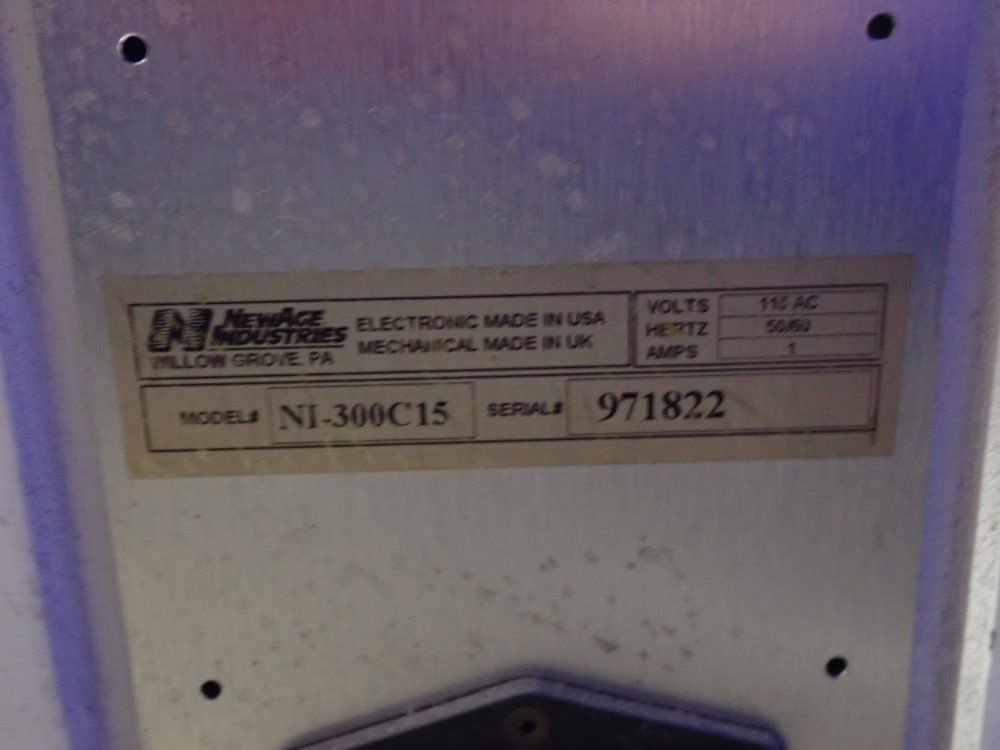 NEWAGE
INDUSTRIES
WILLOW GROVE, PA
ELECTRONIC MADE IN USA
MECHANICAL MADE IN UK
VOLTS 115 AC
HERTZ 50/60
AMPS 1
MODEL# NI-300C15 SERIAL# 971822